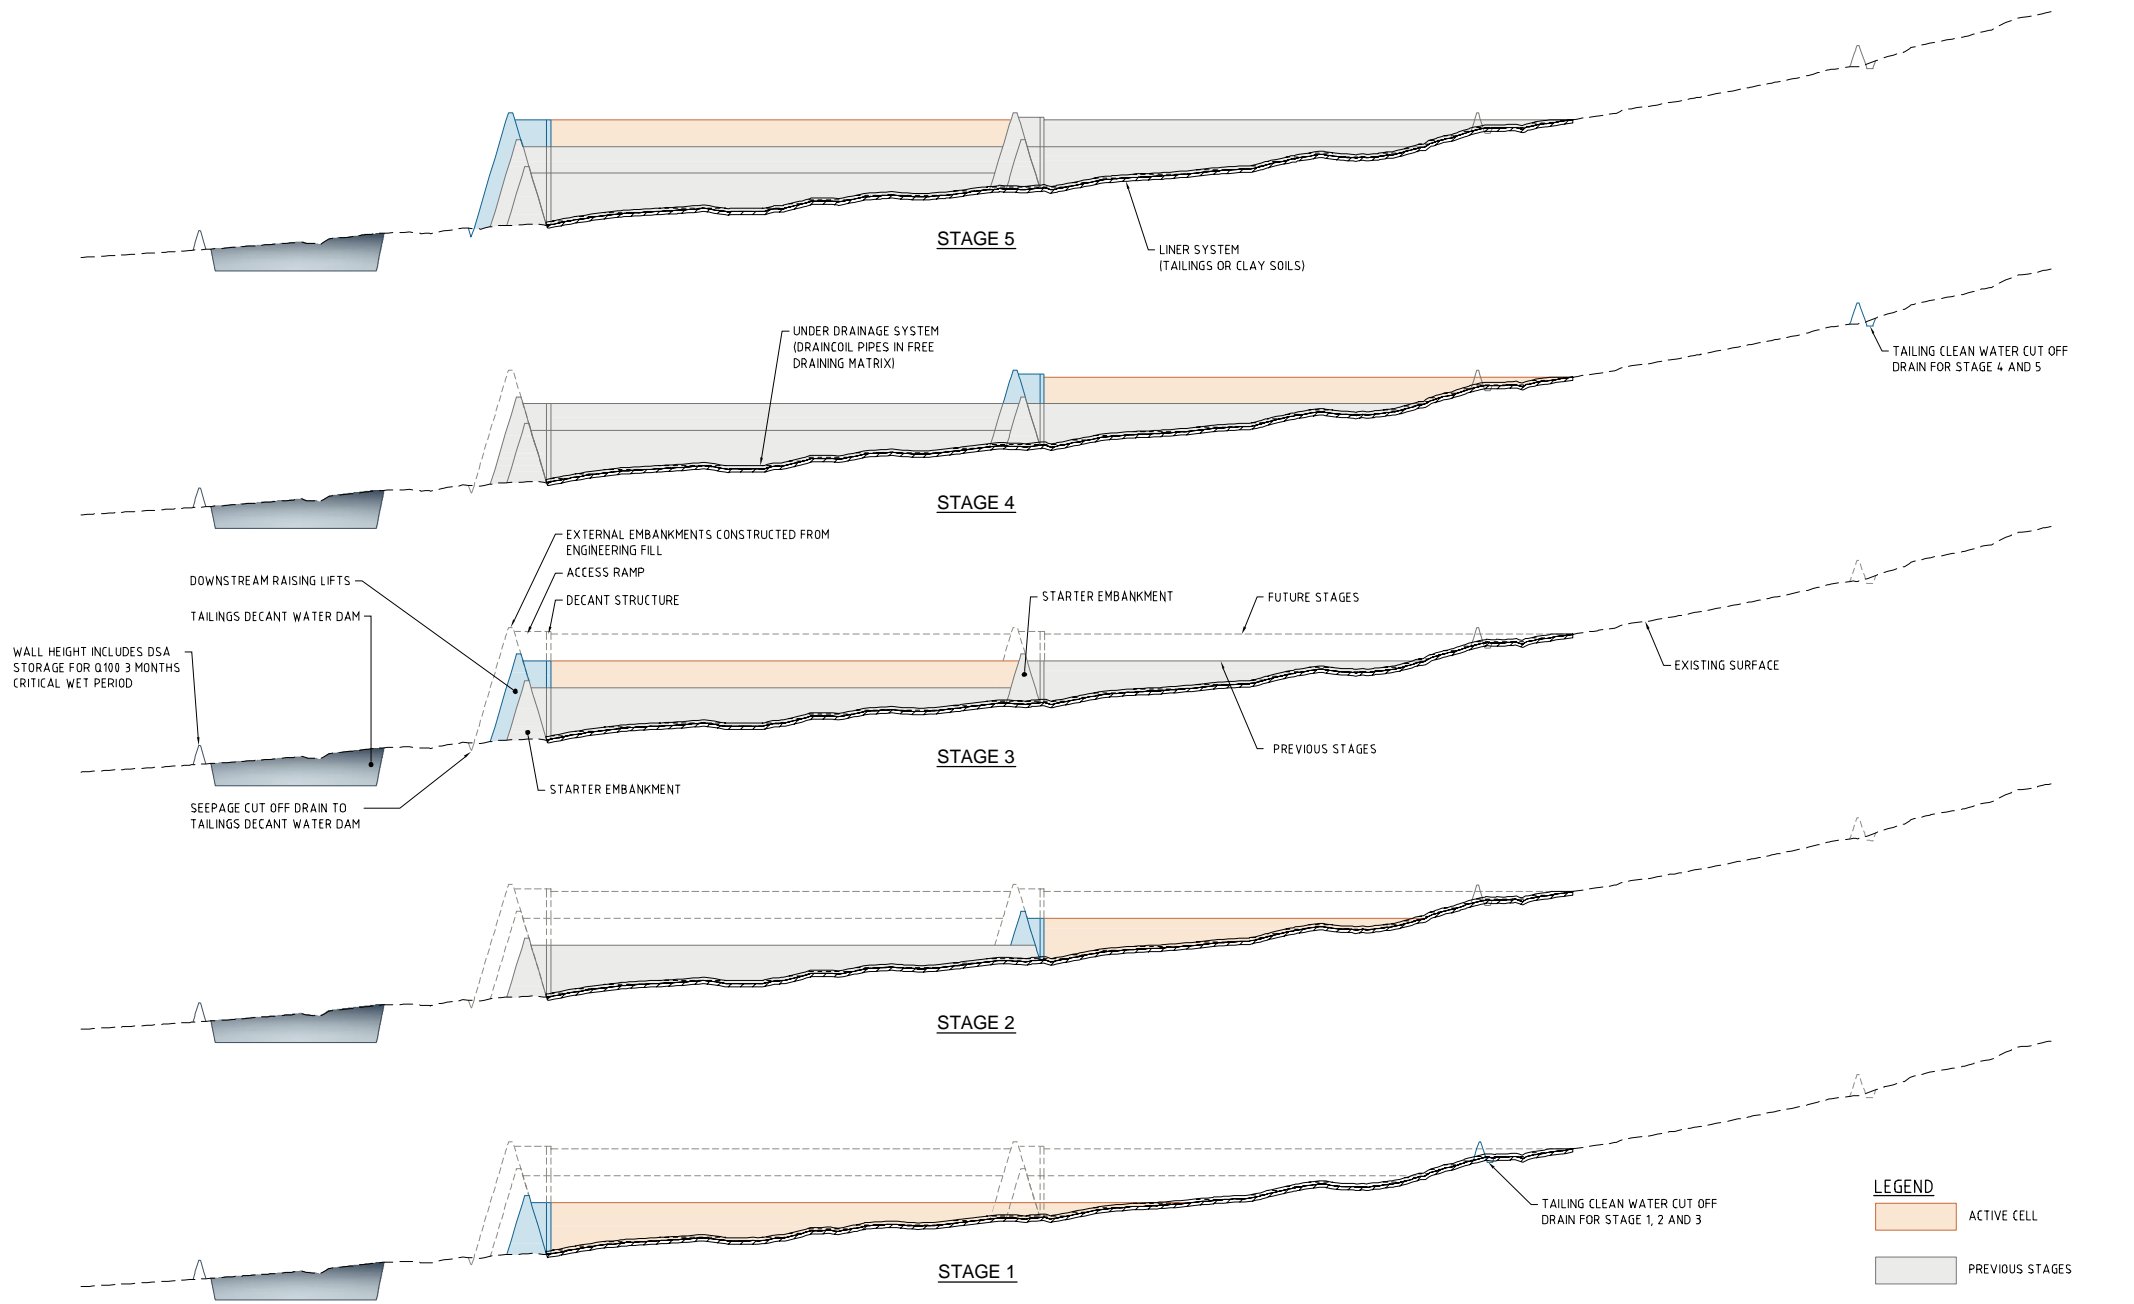 STAGE 5
LINER SYSTEM
(TAILINGS OR CLAY SOILS)
UNDER DRAINAGE SYSTEM
(DRAINCOIL PIPES IN FREE
DRAINING MATRIX)
TAILING CLEAN WATER CUT OFF
DRAIN FOR STAGE 4 AND 5
STAGE 4
EXTERNAL EMBANKMENTS CONSTRUCTED FROM
ENGINEERING FILL
ACCESS RAMP
DECANT STRUCTURE
DOWNSTREAM RAISING LIFTS
TAILINGS DECANT WATER DAM
WALL HEIGHT INCLUDES DSA
STORAGE FOR Q100 3 MONTHS
CRITICAL WET PERIOD
STARTER EMBANKMENT
FUTURE STAGES
EXISTING SURFACE
PREVIOUS STAGES
STAGE 3
STARTER EMBANKMENT
SEEPAGE CUT OFF DRAIN TO
TAILINGS DECANT WATER DAM
STAGE 2
TAILING CLEAN WATER CUT OFF
DRAIN FOR STAGE 1, 2 AND 3
STAGE 1
LEGEND
ACTIVE CELL
PREVIOUS STAGES